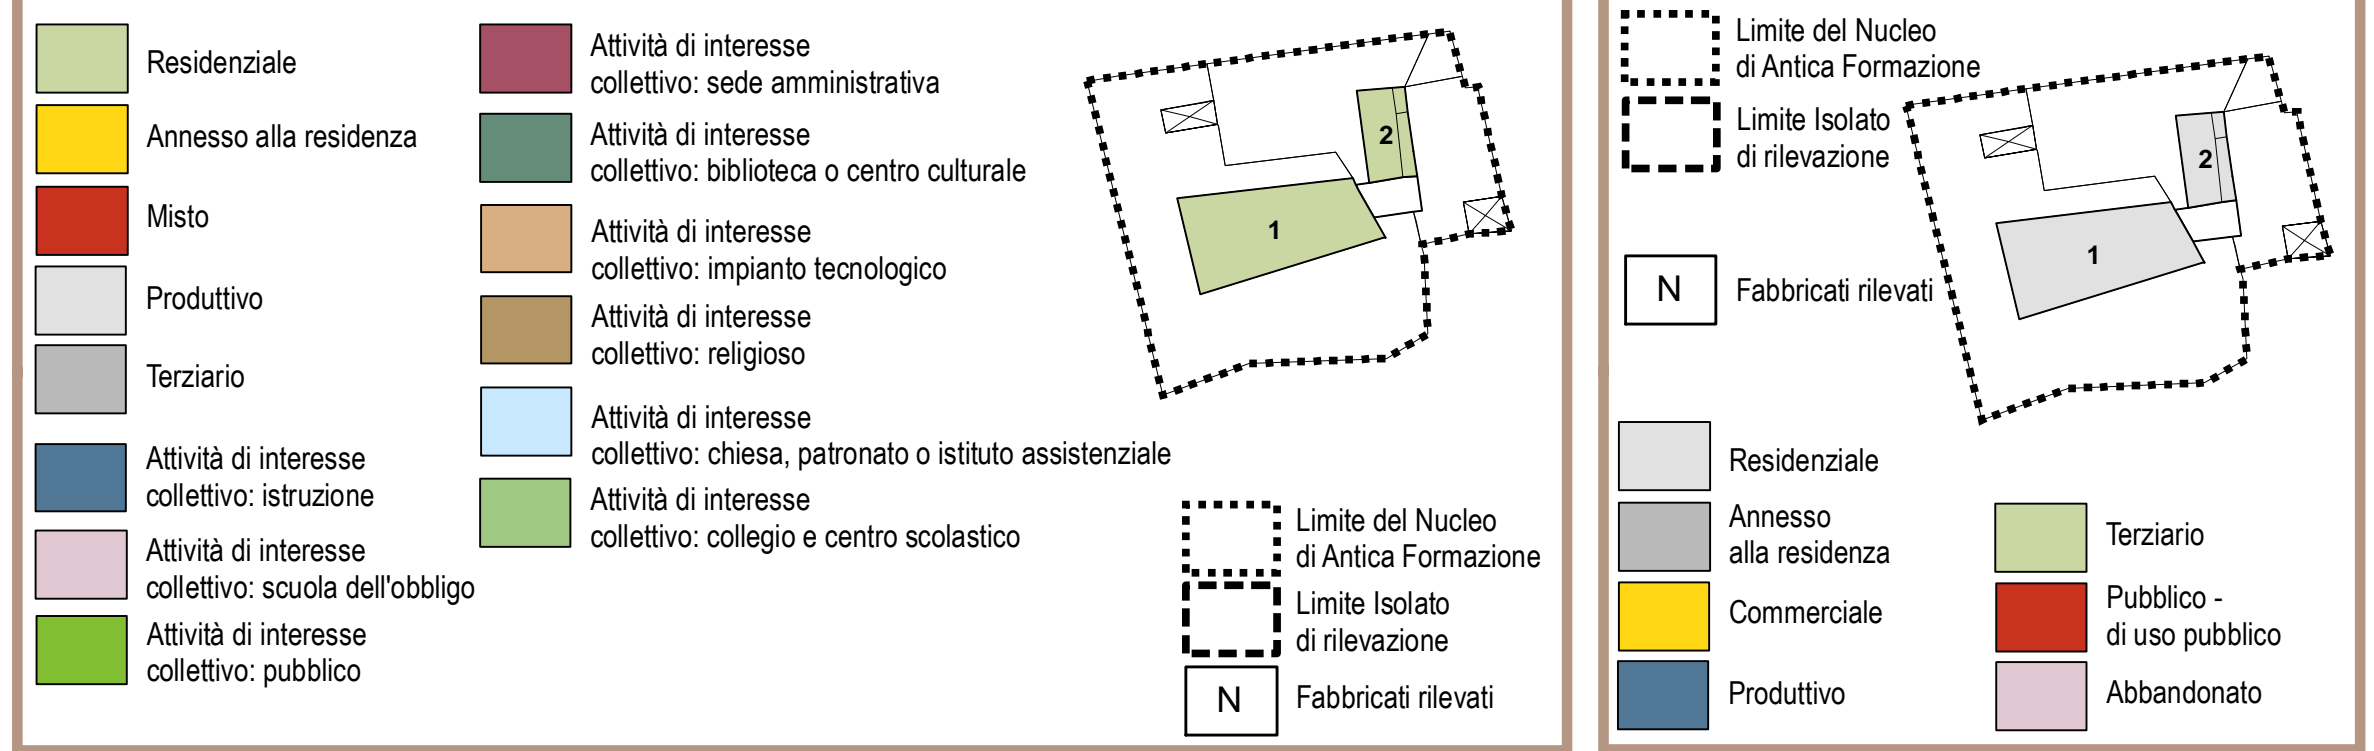 Residenziale
Annesso alla residenza
Misto
Produttivo
Terziario
Attività di interesse
collettivo: istruzione
Attività di interesse
collettivo: scuola dell'obbligo
Attività di interesse
collettivo: pubblico
Attività di interesse
collettivo: sede amministrativa
Attività di interesse
collettivo: biblioteca o centro culturale
Attività di interesse
collettivo: impianto tecnologico
Attività di interesse
collettivo: religioso
Attività di interesse
collettivo: chiesa, patronato o istituto assistenziale
Attività di interesse
collettivo: collegio e centro scolastico
2
1
Limite del Nucleo
di Antica Formazione
Limite Isolato
di rilevazione
N Fabbricati rilevati
Limite del Nucleo
di Antica Formazione
Limite Isolato
di rilevazione
N Fabbricati rilevati
2
1
Residenziale
Annesso
alla residenza
Commerciale
Produttivo
Terziario
Pubblico -
di uso pubblico
Abbandonato